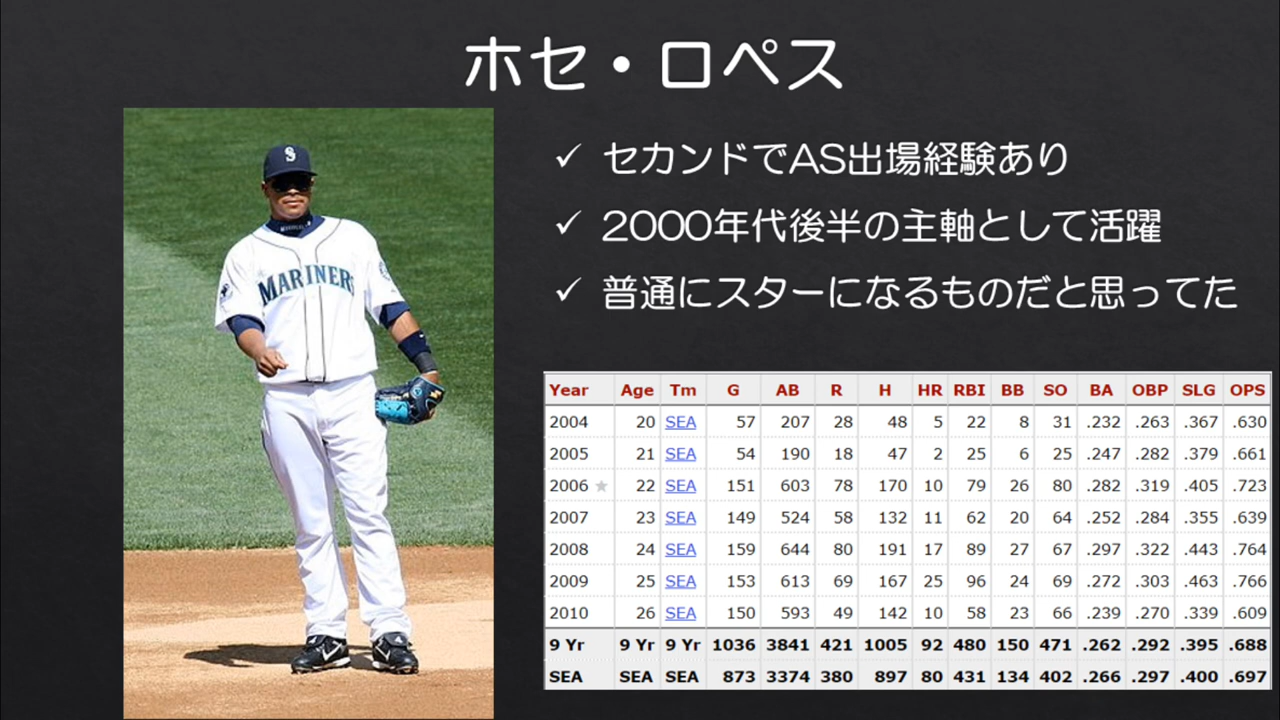 ホセ・ロペス
✓ セカンドでAS出場経験あり
✓ 2000年代後半の主軸として活躍
✓ 普通にスターになるものだと思ってた
S
MARINERS
Year Age Tm G AB R H HR RBI BB SO BA OBP SLG OPS
2004 20 SEA 57 207 28 48 5 22 8 31 .232 .263 .367 .630
2005 21 SEA 54 190 18 47 2 25 6 25 .247 .282 .379 .661
2006 ★ 22 SEA 151 603 78 170 10 79 26 80 .282 .319 .405 .723
2007 23 SEA 149 524 58 132 11 62 20 64 .252 .284 .355 .639
2008 24 SEA 159 644 80 191 17 89 27 67 .297 .322 .443 .764
2009 25 SEA 153 613 69 167 25 96 24 69 .272 .303 .463 .766
2010 26 SEA 150 593 49 142 10 58 23 66 .239 .270 .339 .609
9 Yr 9 Yr 9 Yr 1036 3841 421 1005 92 480 150 471 .262 .292 .395 .688
SEA SEA SEA 873 3374 380 897 80 431 134 402 .266 .297 .400 .697